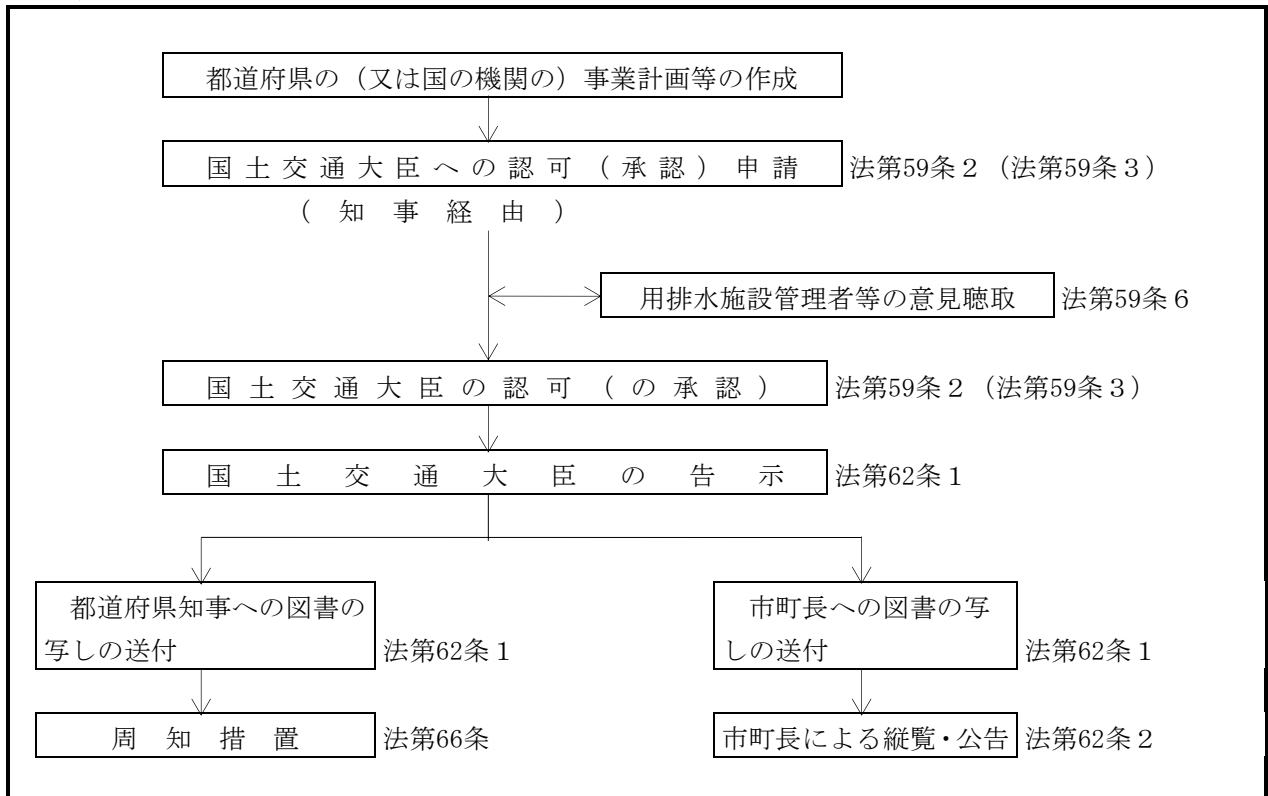 都道府県の（又は国の機関の）事業計画等の作成
国土交通大臣への認可（承認）申請 法第59条２（法第59条３）
（知事経由）
用排水施設管理者等の意見聴取 法第59条６
国土交通大臣の認可（の承認） 法第59条２（法第59条３）
国土交通大臣の告示 法第62条１
都道府県知事への図書の
写しの送付 法第62条１
市町長への図書の写
しの送付 法第62条１
周知措置 法第66条
市町長による縦覧・公告 法第62条２